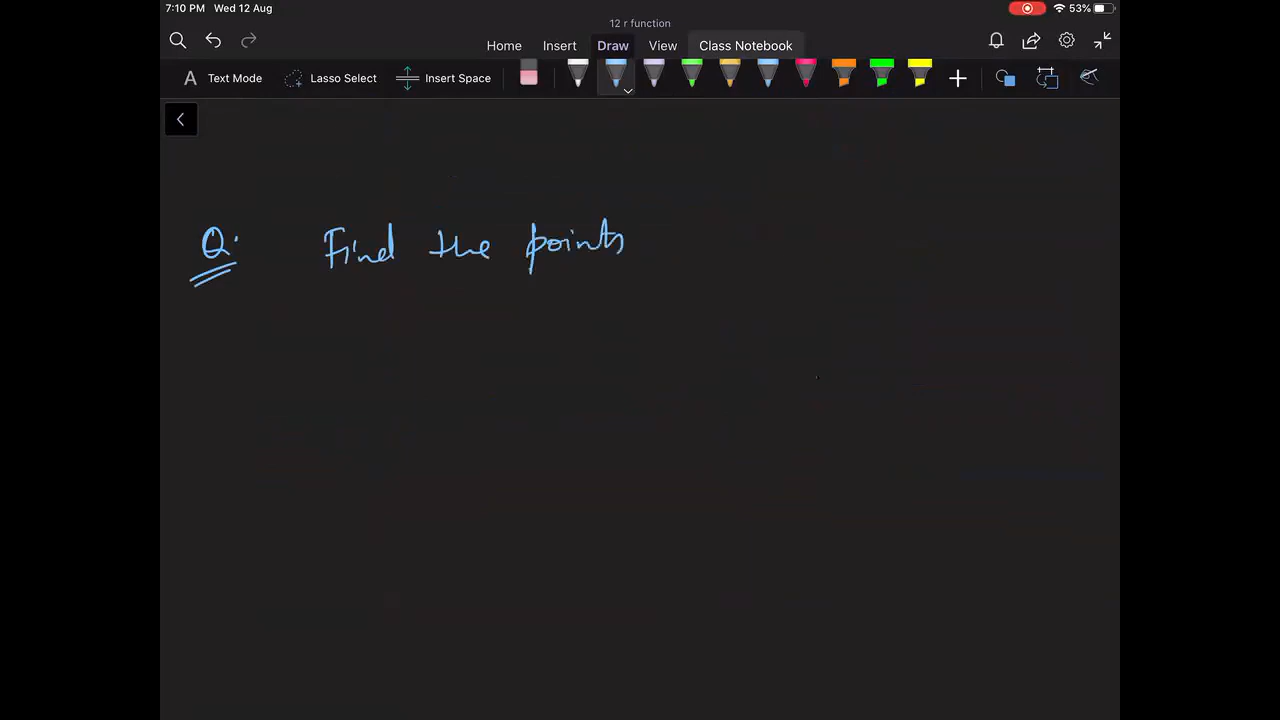 7:10 PM Wed 12 Aug
53%
12 r function
Home Insert Draw View Class Notebook
Text Mode Lasso Select Insert Space
Q. Find the points